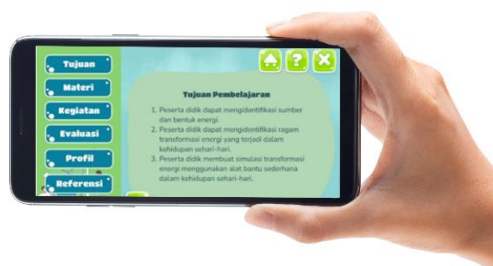 Tujuan
Materi
Kegiatan
Evaluasi
Profil
Referensi
?
X
Tujuan Pembelajaran
1. Peserta didik dapat mengidentifikasi sumber
dan bentuk energi.
2. Peserta didik dapat mengidentifikasi ragam
transformasi energi yang terjadi dalam
kehidupan sehari-hari.
3. Peserta didik membuat simulasi transformasi
energi menggunakan alat bantu sederhana
dalam kehidupan sehari-hari.